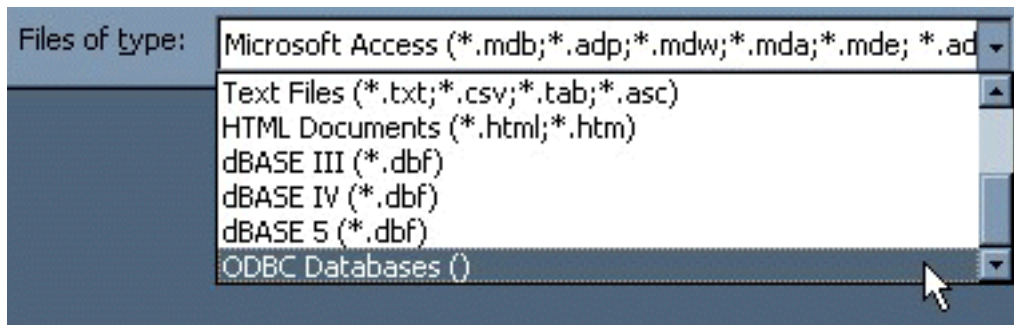 Files of type:
Microsoft Access (*.mdb;*.adp;*.mdw;*.mda;*.mde; *.ad
Text Files (*.txt;*.csv;*.tab;*.asc)
HTML Documents (*.html;*.htm)
dBASE III (*.dbf)
dBASE IV (*.dbf)
dBASE 5 (*.dbf)
ODBC Databases ()